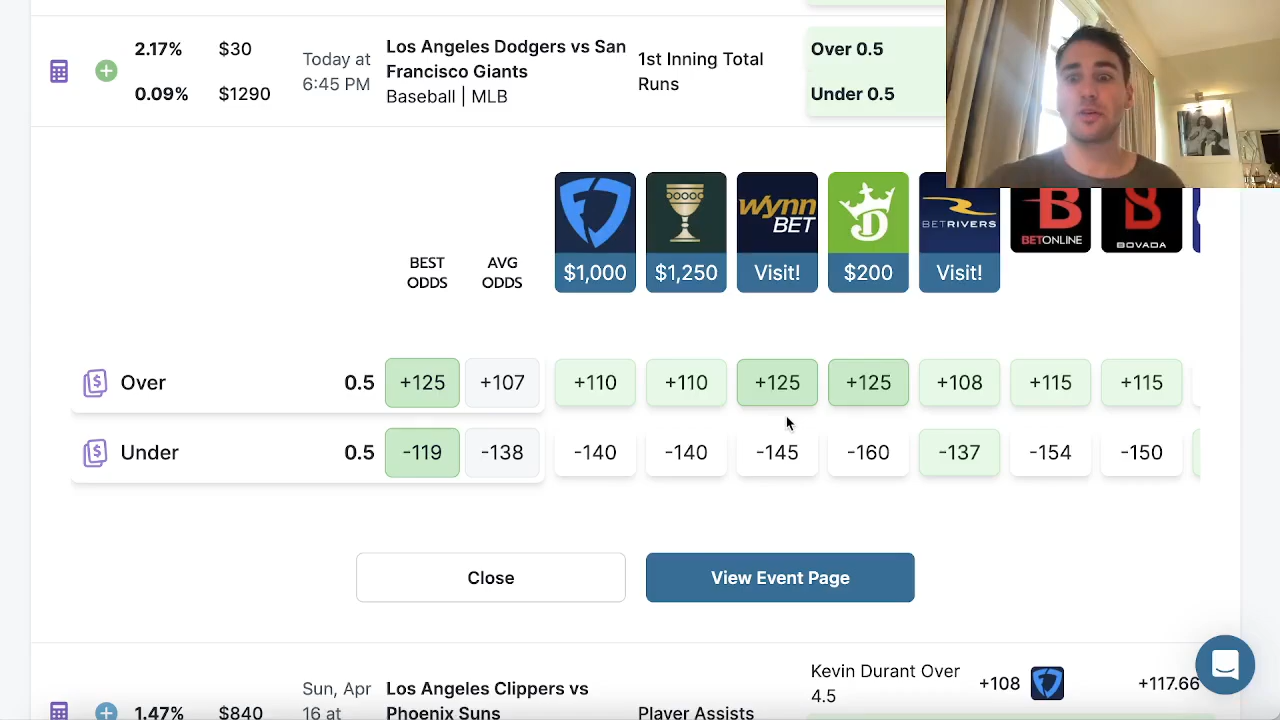 2.17% $30
0.09% $1290
Today at
6:45 PM
Los Angeles Dodgers vs San
Francisco Giants
Baseball | MLB
1st Inning Total
Runs
Over 0.5
Under 0.5
BEST
ODDS
AVG
ODDS
$1,000
$1,250
WYNN
BET
Visit!
$200
BETRIVERS
Visit!
BETONLINE
BOVADA
Over 0.5 +125 +107 +110 +110 +125 +125 +108 +115 +115
Under 0.5 -119 -138 -140 -140 -145 -160 -137 -154 -150
Close
View Event Page
1.47% $840
Sun, Apr
16 at
Los Angeles Clippers vs
Phoenix Suns
Player Assists
Kevin Durant Over
4.5
+108
+117.66